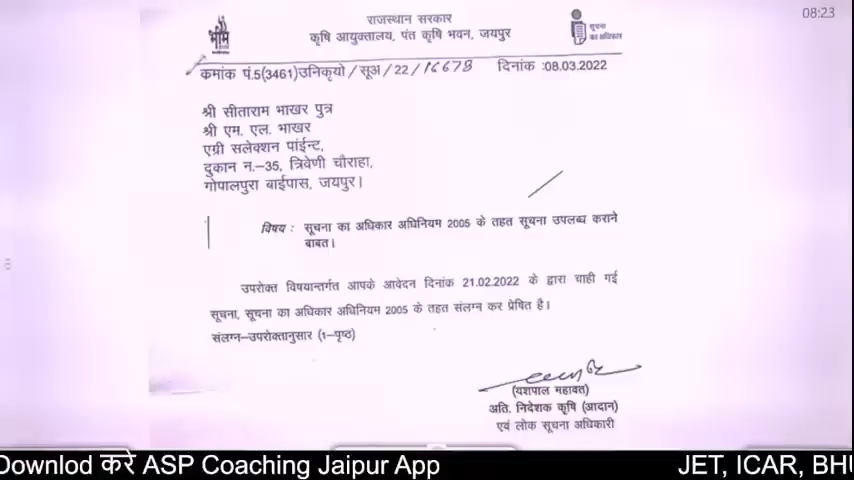 08:23
राजस्थान सरकार
कृषि आयुक्तालय, पंत कृषि भवन, जयपुर
सूचना
का अधिकार
क्रमांक पं.5(3461)उनिकृयो/सूअ/22/16678 दिनांक :08.03.2022
श्री सीताराम भाखर पुत्र
श्री एम. एल. भाखर
एग्री सलेक्शन पांईन्ट,
दुकान न.–35, त्रिवेणी चौराहा,
गोपालपुरा बाईपास, जयपुर।
विषय : सूचना का अधिकार अधिनियम 2005 के तहत सूचना उपलब्ध कराने
बाबत।
उपरोक्त विषयान्तर्गत आपके आवेदन दिनांक 21.02.2022 के द्वारा चाही गई
सूचना, सूचना का अधिकार अधिनियम 2005 के तहत संलग्न कर प्रेषित है।
संलग्न–उपरोक्तानुसार (1–पृष्ठ)
(यशपाल महावत)
अति. निदेशक कृषि (आदान)
एवं लोक सूचना अधिकारी
Downlod करे ASP Coaching Jaipur App JET, ICAR, BHU